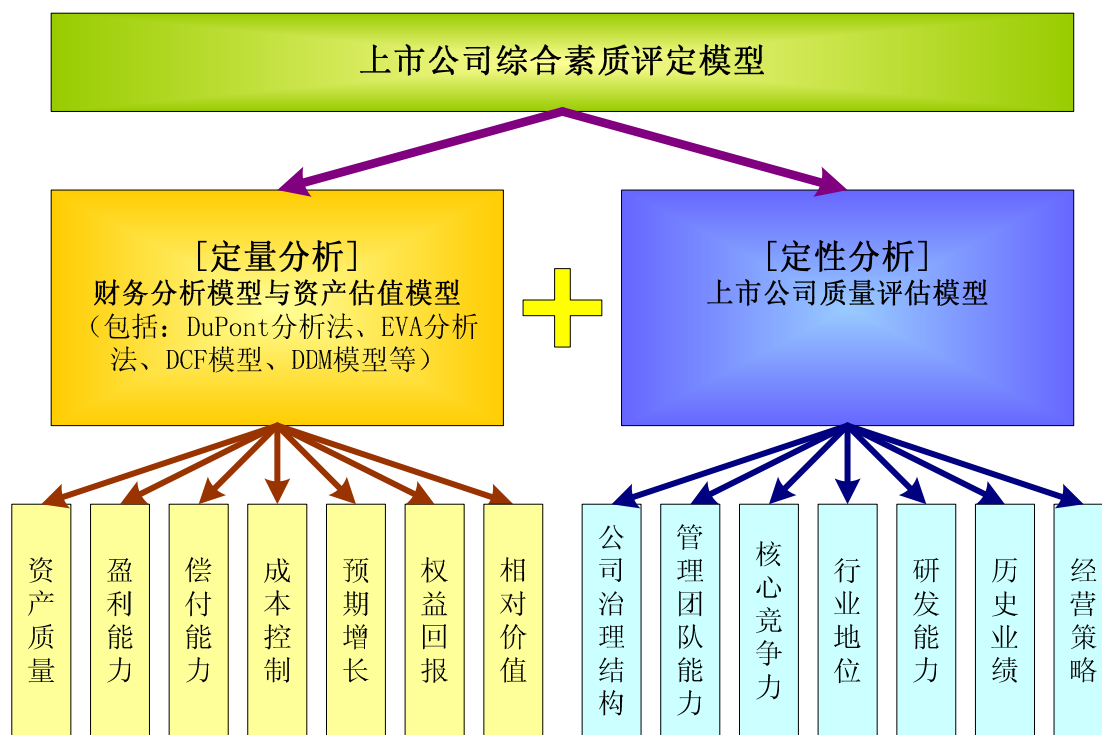 上市公司综合素质评定模型
[定量分析]
财务分析模型与资产估值模型
（包括：DuPont分析法、EVA分析
法、DCF模型、DDM模型等）
[定性分析]
上市公司质量评估模型
资产质量
盈利能力
偿付能力
成本控制
预期增长
权益回报
相对价值
公司治理结构
管理团队能力
核心竞争力
行业地位
研发能力
历史业绩
经营策略